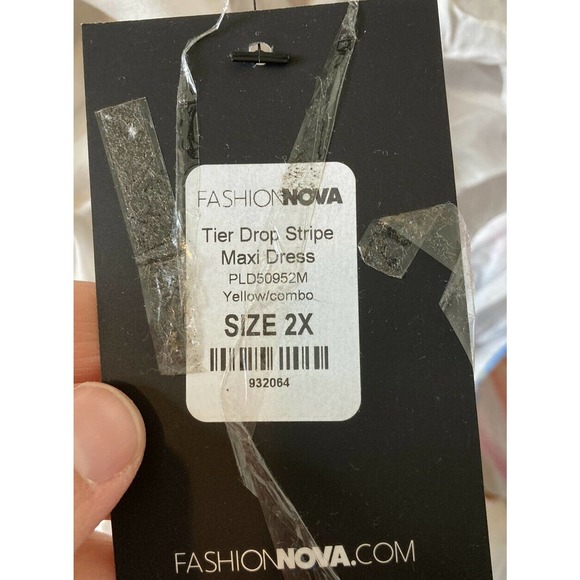 FASHIONNOVA
Tier Drop Stripe
Maxi Dress
PLD50952M
Yellow/combo
SIZE 2X
932064
FASHIONNOVA.COM